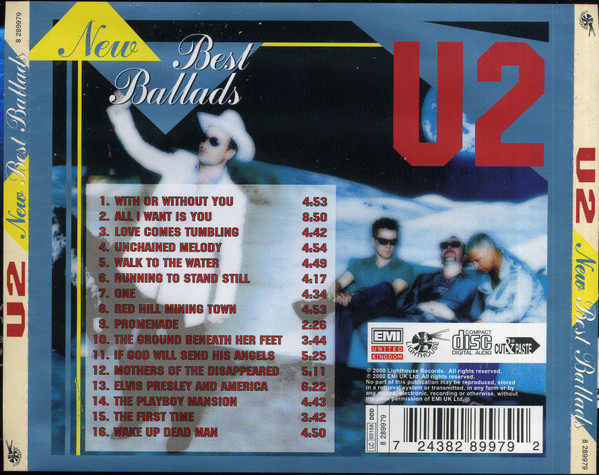 8 289979
New Best Ballads
U2
New
Best
Ballads
U2
1. WITH OR WITHOUT YOU 4.53
2. ALL I WANT IS YOU 8.50
3. LOVE COMES TUMBLING 4.42
4. UNCHAINED MELODY 4.54
5. WALK TO THE WATER 4.49
6. RUNNING TO STAND STILL 4.17
7. ONE 4.34
8. RED HILL MINING TOWN 4.53
9. PROMENADE 2:26
10. THE GROUND BENEATH HER FEET 3:44
11. IF GOD WILL SEND HIS ANGELS 5:25
12. MOTHERS OF THE DISAPPEARED 5:11
13. ELVIS PRESLEY AND AMERICA 6:22
14. THE PLAYBOY MANSION 4.43
15. THE FIRST TIME 3:42
16. WAKE UP DEAD MAN 4.50
EMI
UNITED
KINGDOM
LIGHTHOUSE
COMPACT
disc
DIGITAL AUDIO
CUT & PASTE
© 2000 Lighthouse Records. All rights reserved.
℗ 2000 EMI UK Ltd. All rights reserved.
No part of this publication may be reproduced, stored
in a retrieval system or transmitted, in any form or by
any means, electronic, recording or otherwise, without
the prior permission of EMI UK Ltd.
LC 02198 DDD
8 289979
7 24382 89979 2
U2
New Best Ballads
8 289979